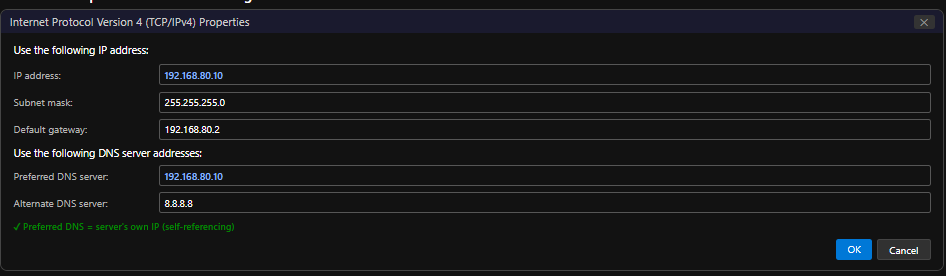 Internet Protocol Version 4 (TCP/IPv4) Properties
Use the following IP address:
IP address: 192.168.80.10
Subnet mask: 255.255.255.0
Default gateway: 192.168.80.2
Use the following DNS server addresses:
Preferred DNS server: 192.168.80.10
Alternate DNS server: 8.8.8.8
✓ Preferred DNS = server's own IP (self-referencing)
OK Cancel